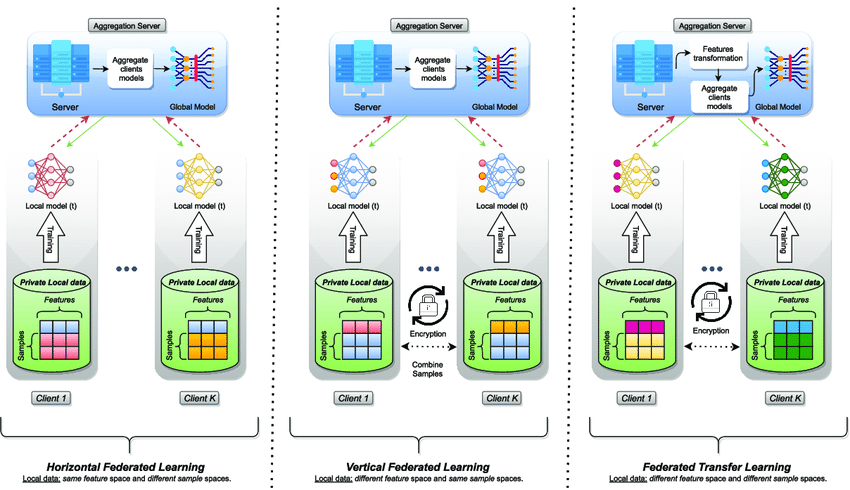 Aggregation Server
Aggregate
clients
models
Server
Global Model
Local model (t)
Local model (t)
Training
Training
Private Local data
Private Local data
Features
Features
Samples
Samples
Client 1
Client K
Horizontal Federated Learning
Local data: same feature space and different sample spaces.
Aggregation Server
Aggregate
clients
models
Server
Global Model
Local model (t)
Local model (t)
Training
Training
Private Local data
Private Local data
Features
Features
Samples
Samples
Encryption
Combine
Samples
Client 1
Client K
Vertical Federated Learning
Local data: different feature space and same sample spaces.
Aggregation Server
Features
transformation
Aggregate
clients
models
Server
Global Model
Local model (t)
Local model (t)
Training
Training
Private Local data
Private Local data
Features
Features
Samples
Samples
Encryption
Client 1
Client K
Federated Transfer Learning
Local data: different feature space and different sample spaces.